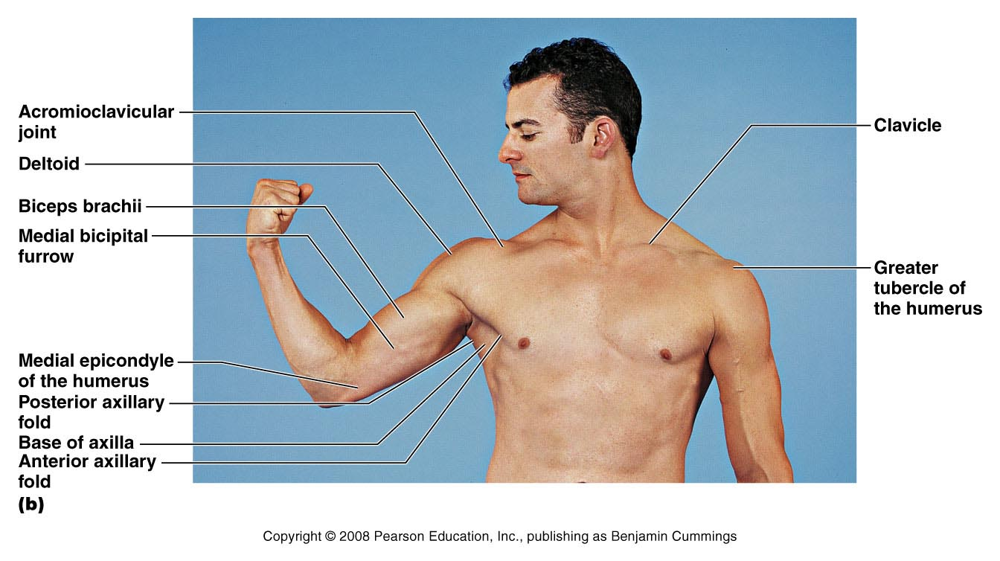 Acromioclavicular
joint
Deltoid
Biceps brachii
Medial bicipital
furrow
Medial epicondyle
of the humerus
Posterior axillary
fold
Base of axilla
Anterior axillary
fold
(b)
Clavicle
Greater
tubercle of
the humerus
Copyright © 2008 Pearson Education, Inc., publishing as Benjamin Cummings